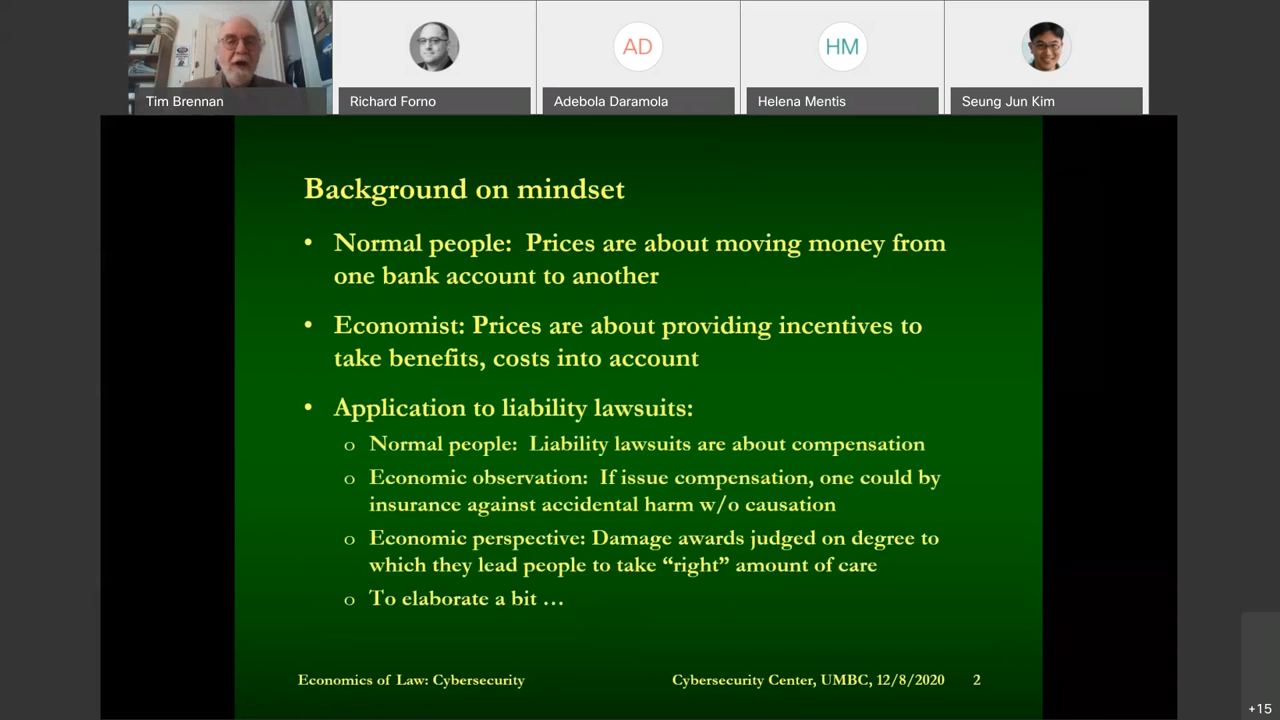 Tim Brennan
Richard Forno
AD
Adebola Daramola
HM
Helena Mentis
Seung Jun Kim
Background on mindset
• Normal people: Prices are about moving money from
one bank account to another
• Economist: Prices are about providing incentives to
take benefits, costs into account
• Application to liability lawsuits:
o Normal people: Liability lawsuits are about compensation
o Economic observation: If issue compensation, one could by
insurance against accidental harm w/o causation
o Economic perspective: Damage awards judged on degree to
which they lead people to take “right” amount of care
o To elaborate a bit …
Economics of Law: Cybersecurity
Cybersecurity Center, UMBC, 12/8/2020 2
+15